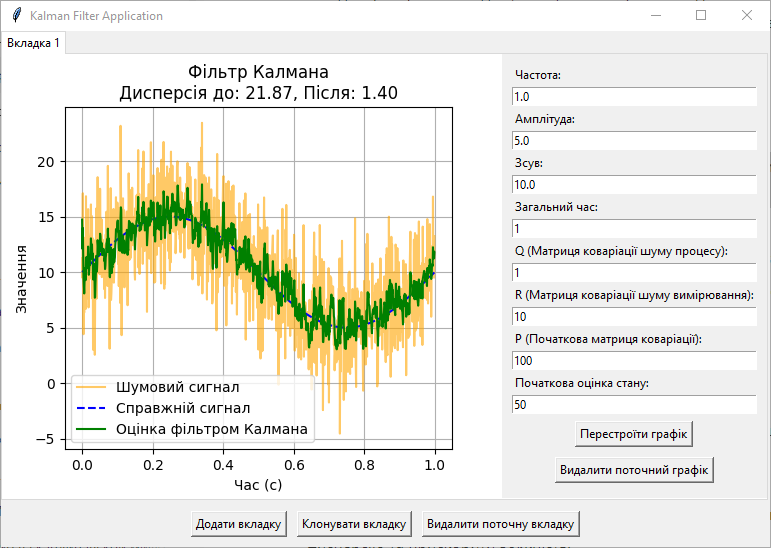 Kalman Filter Application
Вкладка 1
Фільтр Калмана
Дисперсія до: 21.87, Після: 1.40
Значення
20
15
10
5
0
−5
Шумовий сигнал
Справжній сигнал
Оцінка фільтром Калмана
0.0 0.2 0.4 0.6 0.8 1.0
Час (с)
Частота:
1.0
Амплітуда:
5.0
Зсув:
10.0
Загальний час:
1
Q (Матриця коваріації шуму процесу):
1
R (Матриця коваріації шуму вимірювання):
10
P (Початкова матриця коваріації):
100
Початкова оцінка стану:
50
Перестроїти графік
Видалити поточний графік
Додати вкладку Клонувати вкладку Видалити поточну вкладку